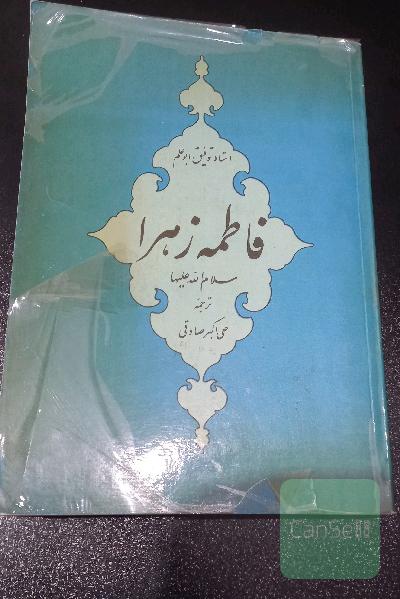 استاد توفیق ابوعلم
فاطمه زهرا
سلام الله علیها
ترجمه
علی اکبر صادقی
CanSell